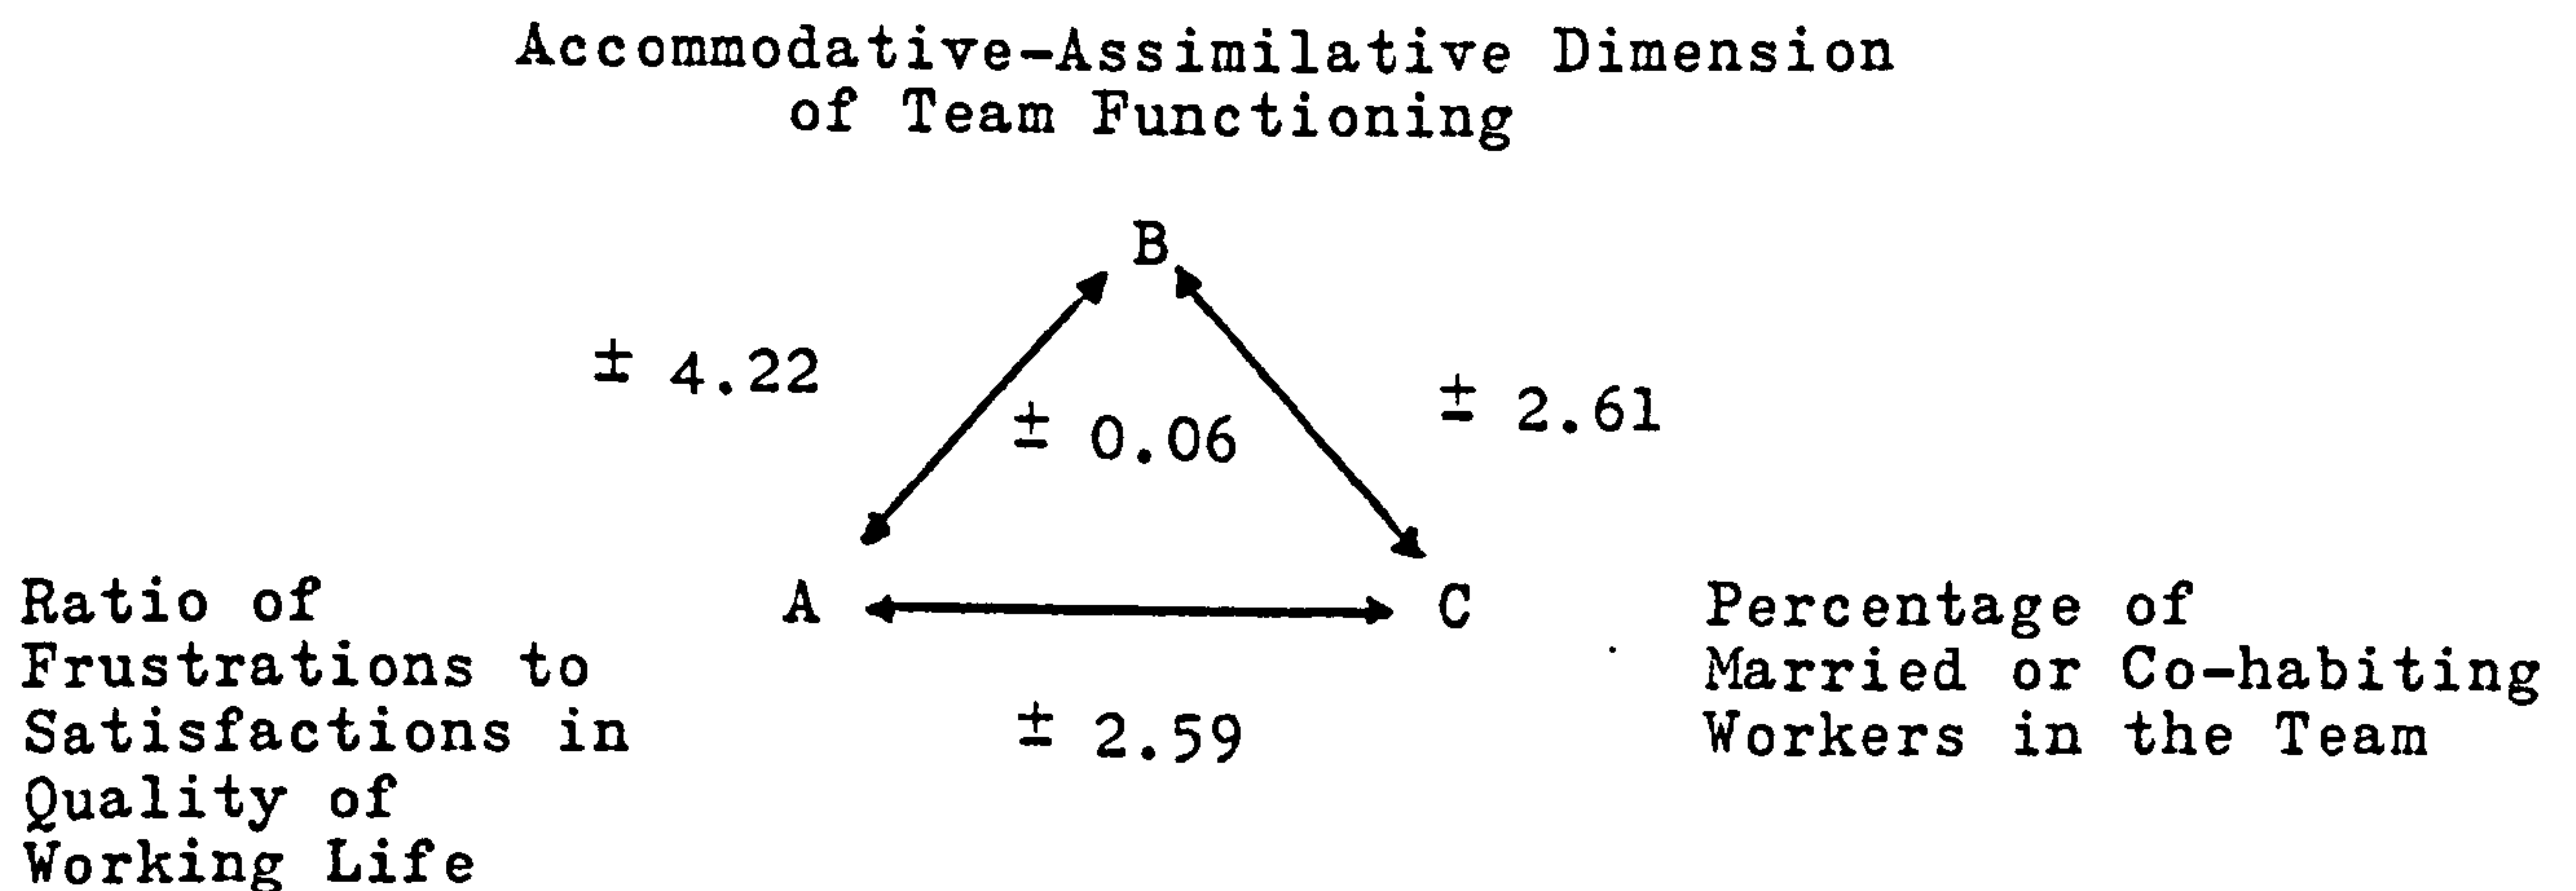 Accommodative-Assimilative Dimension
of Team Functioning
B
± 4.22
± 0.06
± 2.61
A
C
Ratio of
Frustrations to
Satisfactions in
Quality of
Working Life
± 2.59
Percentage of
Married or Co-habiting
Workers in the Team